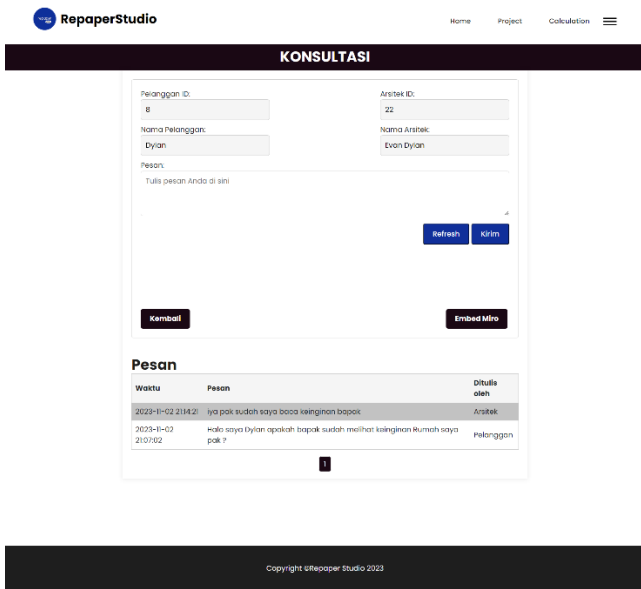 RepaperStudio
Home Project Calculation
KONSULTASI
Pelanggan ID: Arsitek ID:
8 22
Nama Pelanggan: Nama Arsitek:
Dylan Evan Dylan
Pesan:
Tulis pesan Anda di sini
Refresh Kirim
Kembali Embed Miro
Pesan
Waktu Pesan Ditulis oleh
2023-11-02 21:14:21 iya pak sudah saya baca keinginan bapak Arsitek
2023-11-02 21:07:02 Halo saya Dylan apakah bapak sudah melihat keinginan Rumah saya pak ? Pelanggan
1
Copyright ©Repaper Studio 2023